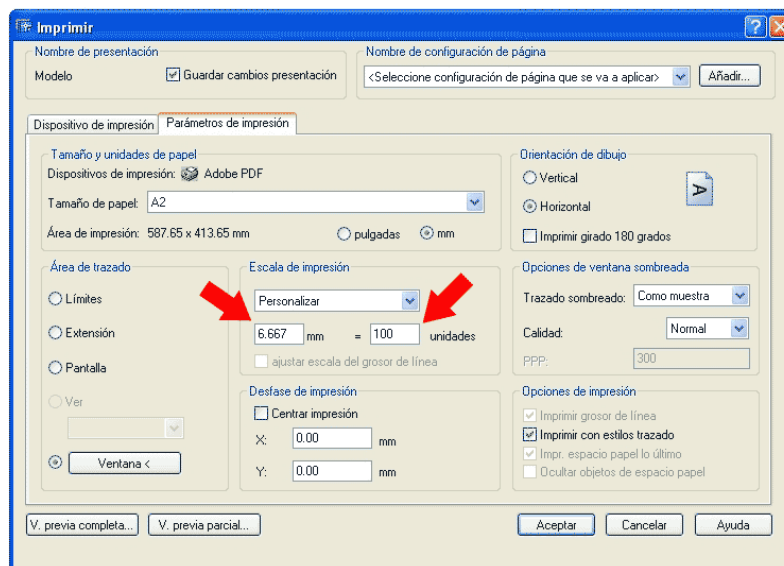 Imprimir
Nombre de presentación
Modelo
Guardar cambios presentación
Nombre de configuración de página
<Seleccione configuración de página que se va a aplicar>
Añadir...
Dispositivo de impresión
Parámetros de impresión
Tamaño y unidades de papel
Dispositivos de impresión: Adobe PDF
Tamaño de papel: A2
Área de impresión: 587.65 x 413.65 mm
pulgadas
mm
Orientación de dibujo
Vertical
Horizontal
Imprimir girado 180 grados
A
Área de trazado
Límites
Extensión
Pantalla
Ver
Ventana <
Escala de impresión
Personalizar
6.667 mm = 100 unidades
ajustar escala del grosor de línea
Desfase de impresión
Centrar impresión
X: 0.00 mm
Y: 0.00 mm
Opciones de ventana sombreada
Trazado sombreado: Como muestra
Calidad: Normal
PPP: 300
Opciones de impresión
Imprimir grosor de línea
Imprimir con estilos trazado
Impr. espacio papel lo último
Ocultar objetos de espacio papel
V. previa completa...
V. previa parcial...
Aceptar
Cancelar
Ayuda